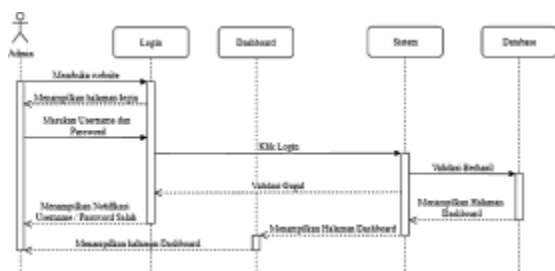 Admin
Login
Dashboard
Sistem
Database
Membuka website
Menampilkan halaman login
Masukan Username dan
Password
Klik Login
Validasi Berhasil
Validasi Gagal
Menampilkan Notifikasi
Username / Password Salah
Menampilkan Halaman
Dashboard
Menampilkan Halaman Dashboard
Menampilkan halaman Dashboard